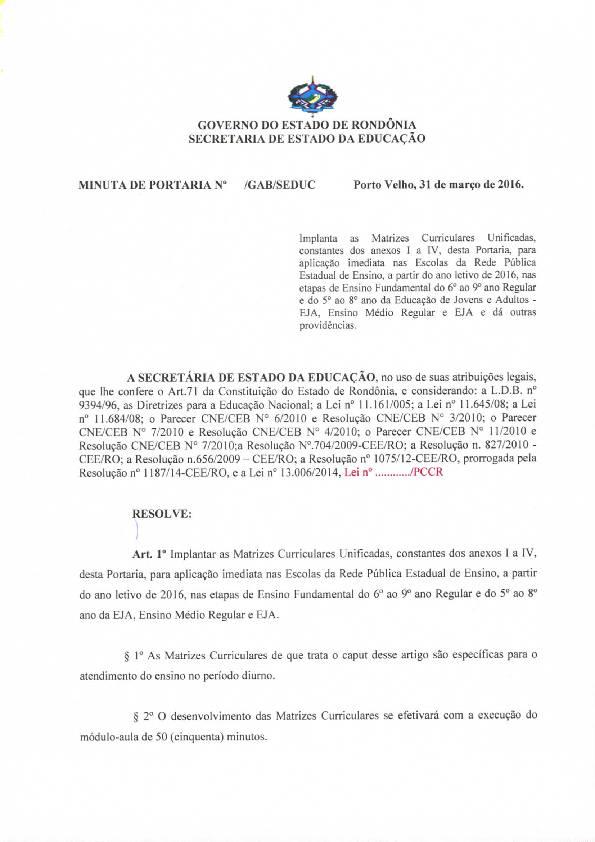 GOVERNO DO ESTADO DE RONDÔNIA
SECRETARIA DE ESTADO DA EDUCAÇÃO
MINUTA DE PORTARIA Nº /GAB/SEDUC Porto Velho, 31 de março de 2016.
Implanta as Matrizes Curriculares Unificadas,
constantes dos anexos I a IV, desta Portaria, para
aplicação imediata nas Escolas da Rede Pública
Estadual de Ensino, a partir do ano letivo de 2016, nas
etapas de Ensino Fundamental do 6º ao 9º ano Regular
e do 5º ao 8º ano da Educação de Jovens e Adultos -
EJA, Ensino Médio Regular e EJA e dá outras
providências.
A SECRETÁRIA DE ESTADO DA EDUCAÇÃO, no uso de suas atribuições legais,
que lhe confere o Art.71 da Constituição do Estado de Rondônia, e considerando: a L.D.B. nº
9394/96, as Diretrizes para a Educação Nacional; a Lei nº 11.161/005; a Lei nº 11.645/08; a Lei
nº 11.684/08; o Parecer CNE/CEB Nº 6/2010 e Resolução CNE/CEB Nº 3/2010; o Parecer
CNE/CEB Nº 7/2010 e Resolução CNE/CEB Nº 4/2010; o Parecer CNE/CEB Nº 11/2010 e
Resolução CNE/CEB Nº 7/2010;a Resolução Nº.704/2009-CEE/RO; a Resolução n. 827/2010 -
CEE/RO; a Resolução n.656/2009 – CEE/RO; a Resolução nº 1075/12-CEE/RO, prorrogada pela
Resolução nº 1187/14-CEE/RO, e a Lei nº 13.006/2014, Lei nº ............/PCCR
RESOLVE:
Art. 1º Implantar as Matrizes Curriculares Unificadas, constantes dos anexos I a IV,
desta Portaria, para aplicação imediata nas Escolas da Rede Pública Estadual de Ensino, a partir
do ano letivo de 2016, nas etapas de Ensino Fundamental do 6º ao 9º ano Regular e do 5º ao 8º
ano da EJA, Ensino Médio Regular e EJA.
§ 1º As Matrizes Curriculares de que trata o caput desse artigo são específicas para o
atendimento do ensino no período diurno.
§ 2º O desenvolvimento das Matrizes Curriculares se efetivará com a execução do
módulo-aula de 50 (cinquenta) minutos.